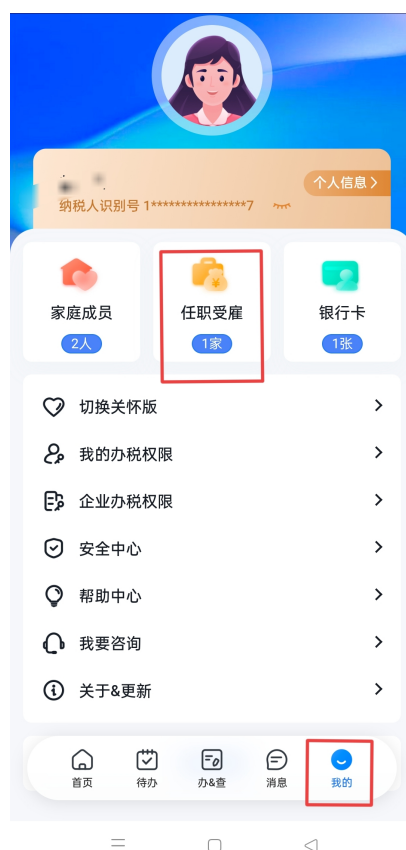 个人信息
纳税人识别号 1****************7
家庭成员 任职受雇 银行卡
2人 1家 1张
切换关怀版
我的办税权限
企业办税权限
安全中心
帮助中心
我要咨询
关于&更新
首页 待办 办&查 消息 我的